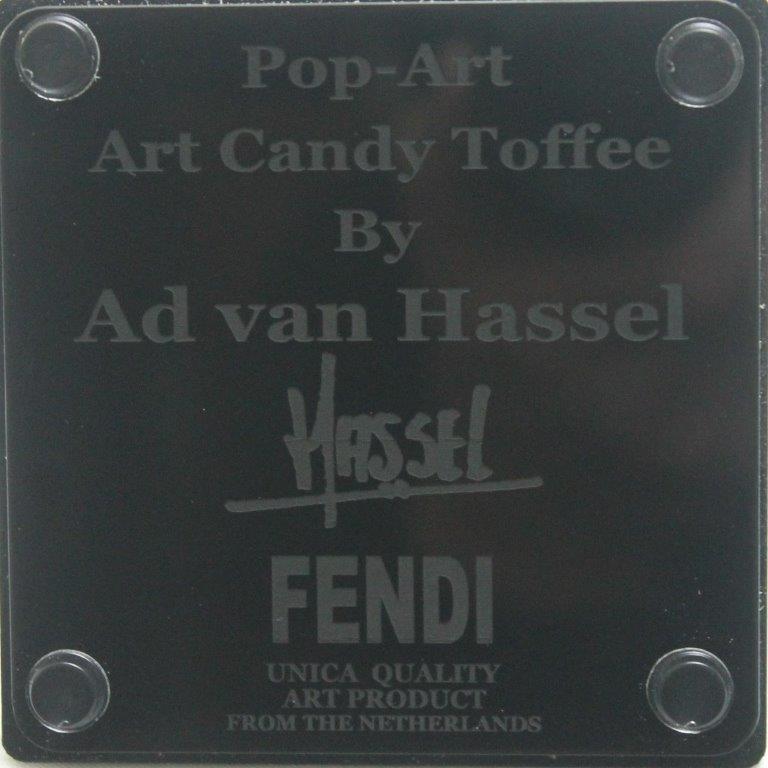 Pop-Art
Art Candy Toffee
By
Ad van Hassel
HASSEL
FENDI
UNICA QUALITY
ART PRODUCT
FROM THE NETHERLANDS